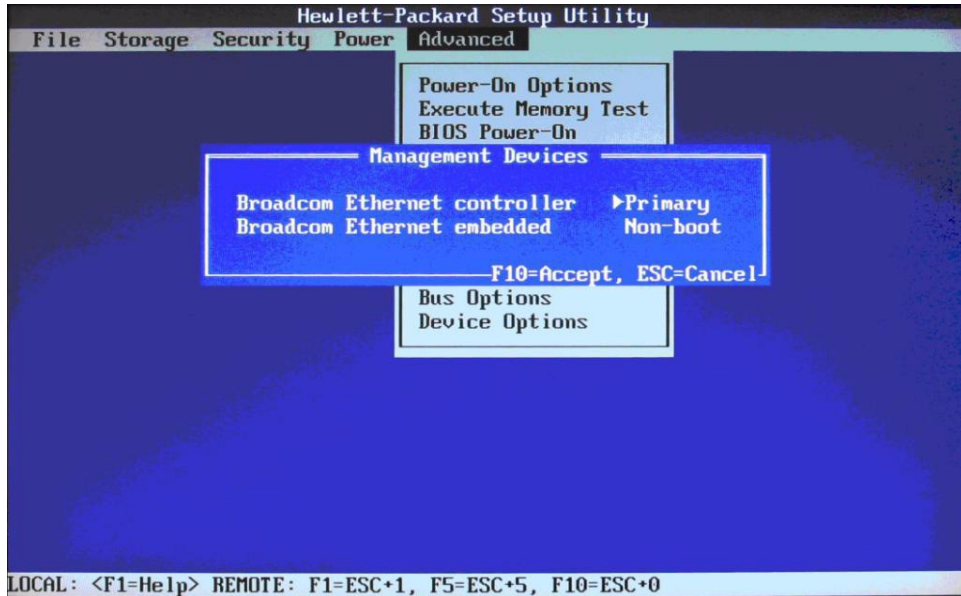 Hewlett-Packard Setup Utility
File Storage Security Power Advanced
Power-On Options
Execute Memory Test
BIOS Power-On
Management Devices
Broadcom Ethernet controller ▶Primary
Broadcom Ethernet embedded Non-boot
F10=Accept, ESC=Cancel
Bus Options
Device Options
LOCAL: <F1=Help> REMOTE: F1=ESC+1, F5=ESC+5, F10=ESC+0